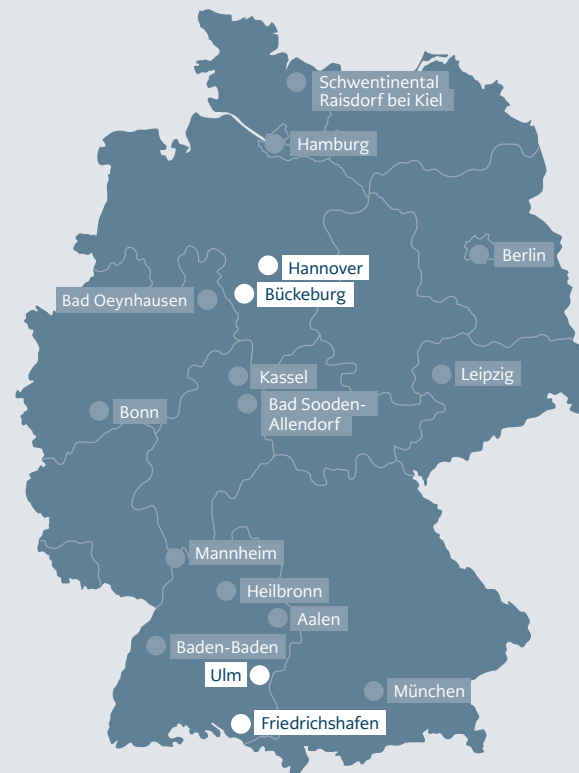 Schwentinental
Raisdorf bei Kiel
Hamburg
Berlin
Hannover
Bückeburg
Bad Oeynhausen
Kassel
Leipzig
Bad Sooden-
Allendorf
Bonn
Mannheim
Heilbronn
Aalen
Baden-Baden
Ulm
München
Friedrichshafen